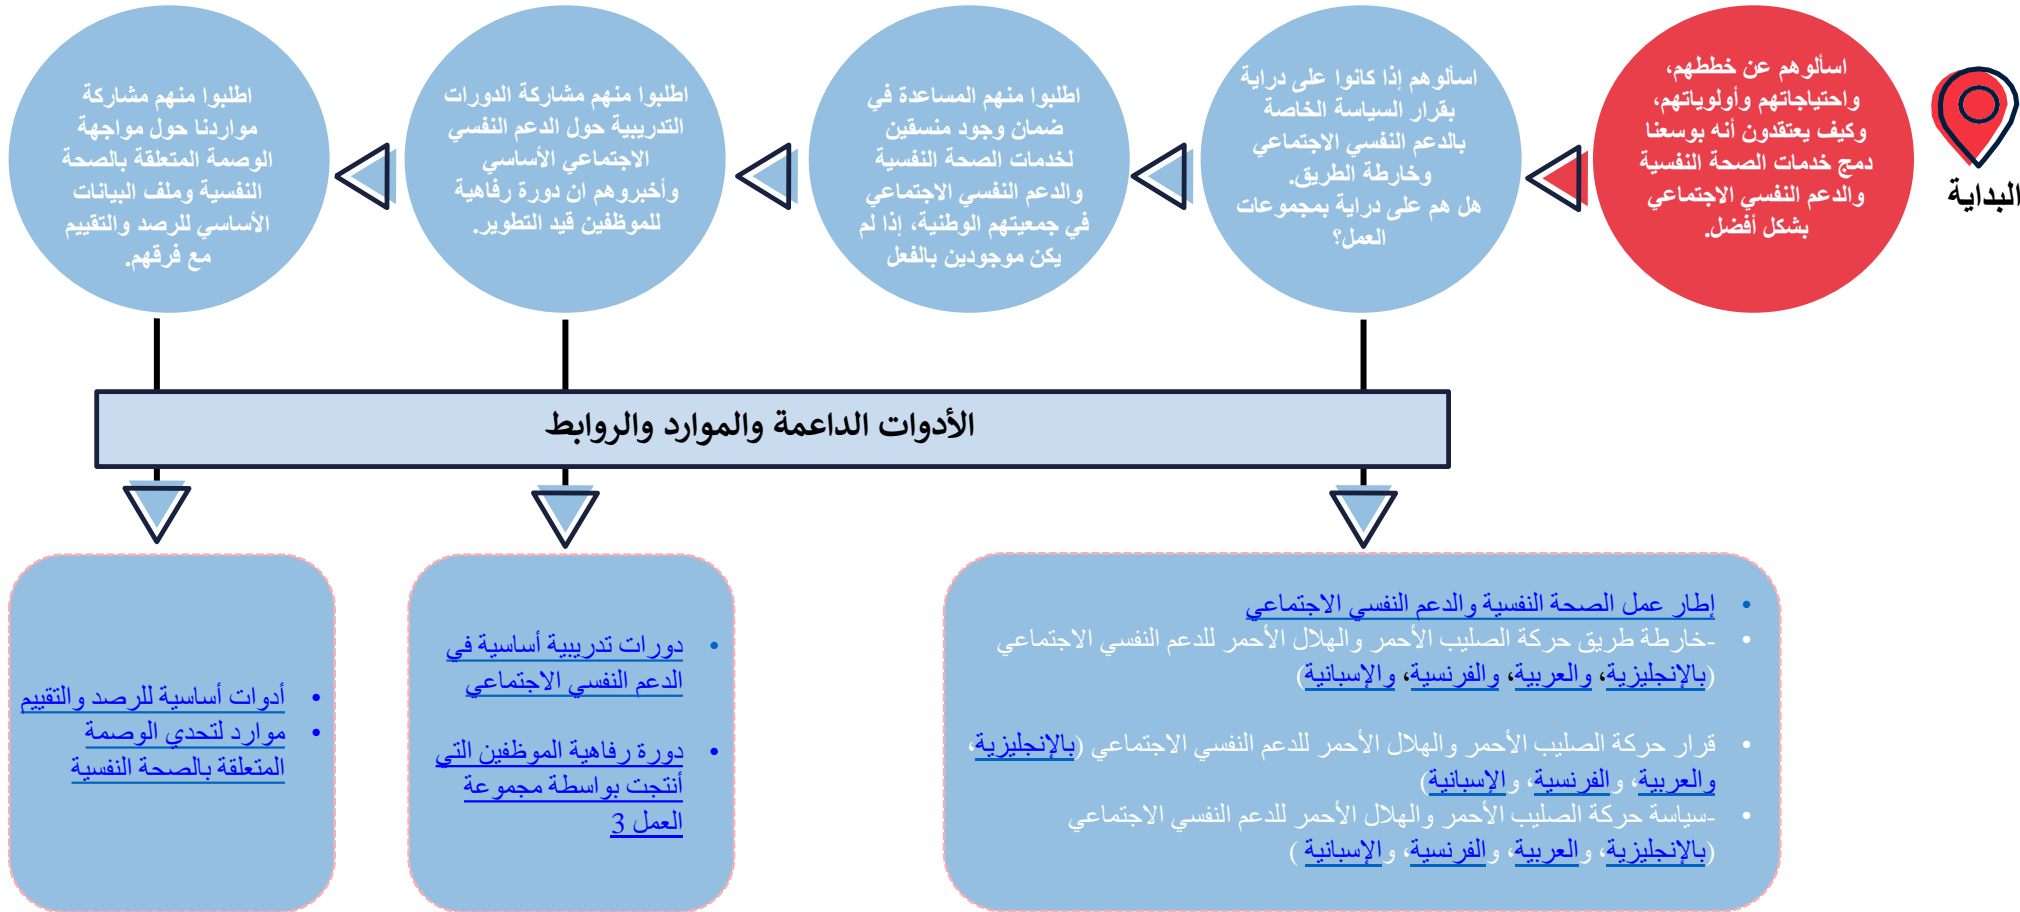 البداية
اسألوهم عن خططهم،
واحتياجاتهم وأولوياتهم،
وكيف يعتقدون أنه بوسعنا
دمج خدمات الصحة النفسية
والدعم النفسي الاجتماعي
بشكل أفضل.
اسألوهم إذا كانوا على دراية
بقرار السياسة الخاصة
بالدعم النفسي الاجتماعي
وخارطة الطريق.
هل هم على دراية بمجموعات
العمل؟
اطلبوا منهم المساعدة في
ضمان وجود منسقين
لخدمات الصحة النفسية
والدعم النفسي الاجتماعي
في جمعيتهم الوطنية، إذا لم
يكن موجودين بالفعل
اطلبوا منهم مشاركة الدورات
التدريبية حول الدعم النفسي
الاجتماعي الأساسي
وأخبروهم ان دورة رفاهية
للموظفين قيد التطوير.
اطلبوا منهم مشاركة
مواردنا حول مواجهة
الوصمة المتعلقة بالصحة
النفسية وملف البيانات
الأساسي للرصد والتقييم
مع فرقهم.
الأدوات الداعمة والموارد والروابط
• إطار عمل الصحة النفسية والدعم النفسي الاجتماعي
• -خارطة طريق حركة الصليب الأحمر والهلال الأحمر للدعم النفسي الاجتماعي
(بالإنجليزية، والعربية، والفرنسية، والإسبانية)
• قرار حركة الصليب الأحمر والهلال الأحمر للدعم النفسي الاجتماعي (بالإنجليزية،
والعربية، والفرنسية، والإسبانية)
• -سياسة حركة الصليب الأحمر والهلال الأحمر للدعم النفسي الاجتماعي
(بالإنجليزية، والعربية، والفرنسية، والإسبانية )
• دورات تدريبية أساسية في
الدعم النفسي الاجتماعي
• دورة رفاهية الموظفين التي
أنتجت بواسطة مجموعة
العمل 3
• أدوات أساسية للرصد والتقييم
• موارد لتحدي الوصمة
المتعلقة بالصحة النفسية